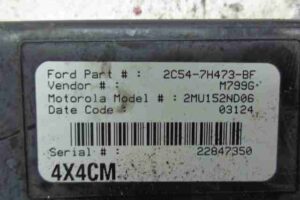 Ford Part # : 2C54-7H473-BF
Vendor # : M799G
Motorola Model # : 2MU152ND06
Date Code : 03124
Serial # : 22847350
4X4CM